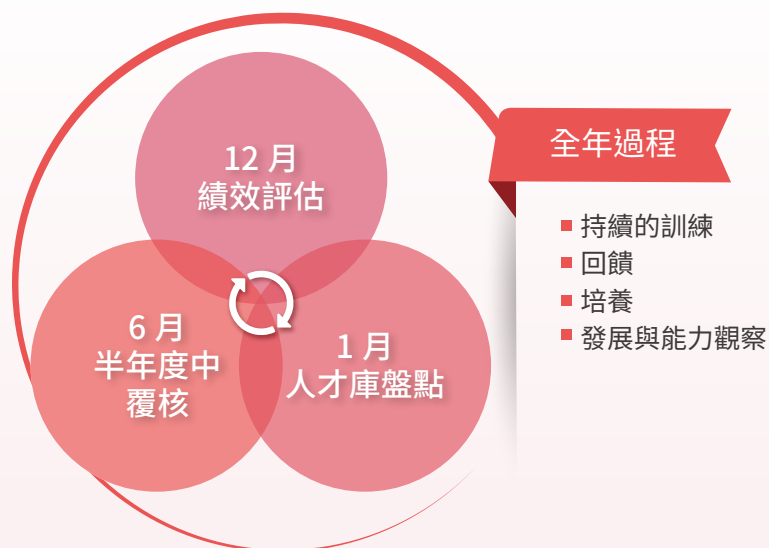 12 月
績效評估
6 月
半年度中
覆核
1 月
人才庫盤點
全年過程
持續的訓練
回饋
培養
發展與能力觀察